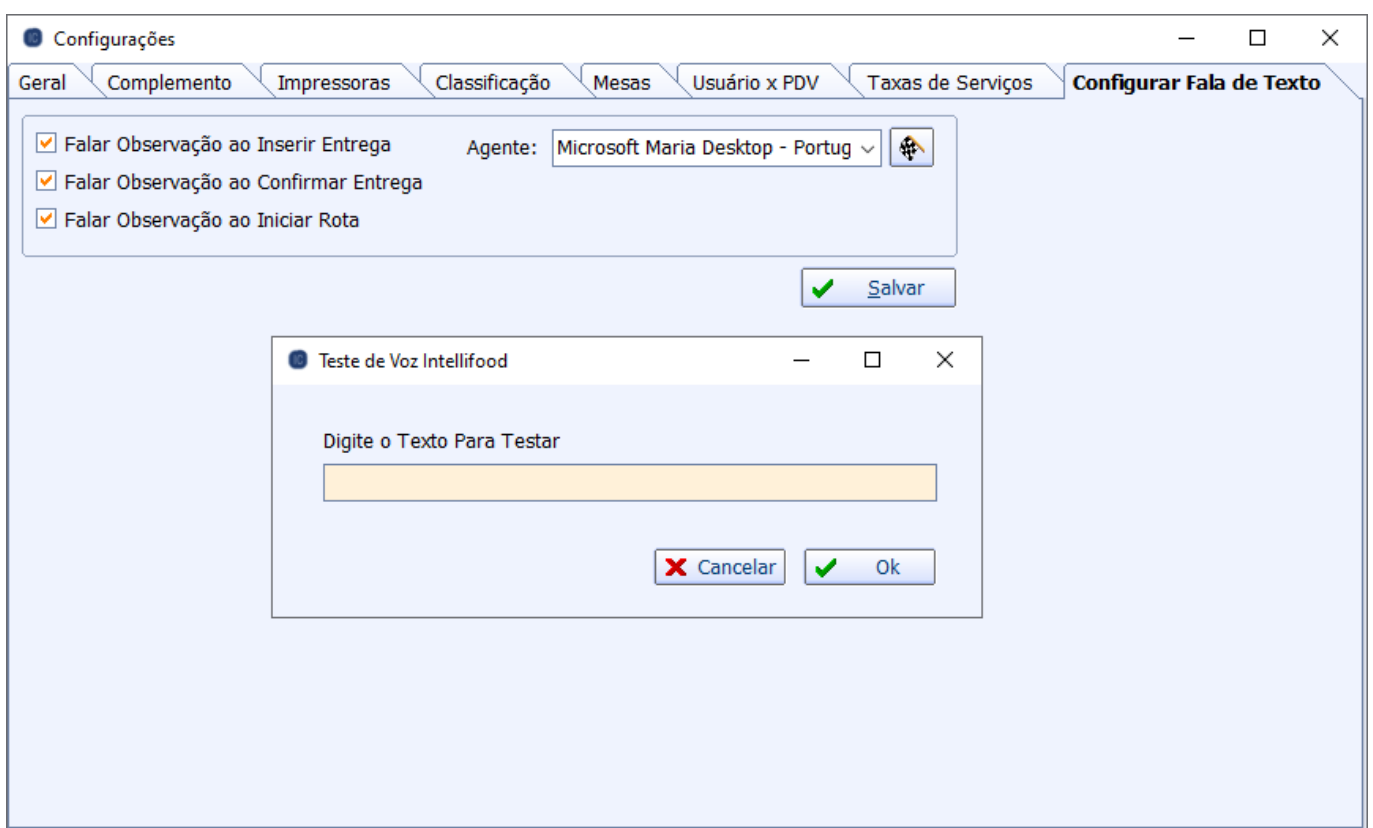 Configurações
Geral Complemento Impressoras Classificação Mesas Usuário x PDV Taxas de Serviços Configurar Fala de Texto
Falar Observação ao Inserir Entrega Agente: Microsoft Maria Desktop - Portug
Falar Observação ao Confirmar Entrega
Falar Observação ao Iniciar Rota
Salvar
Teste de Voz Intellifood
Digite o Texto Para Testar
Cancelar Ok